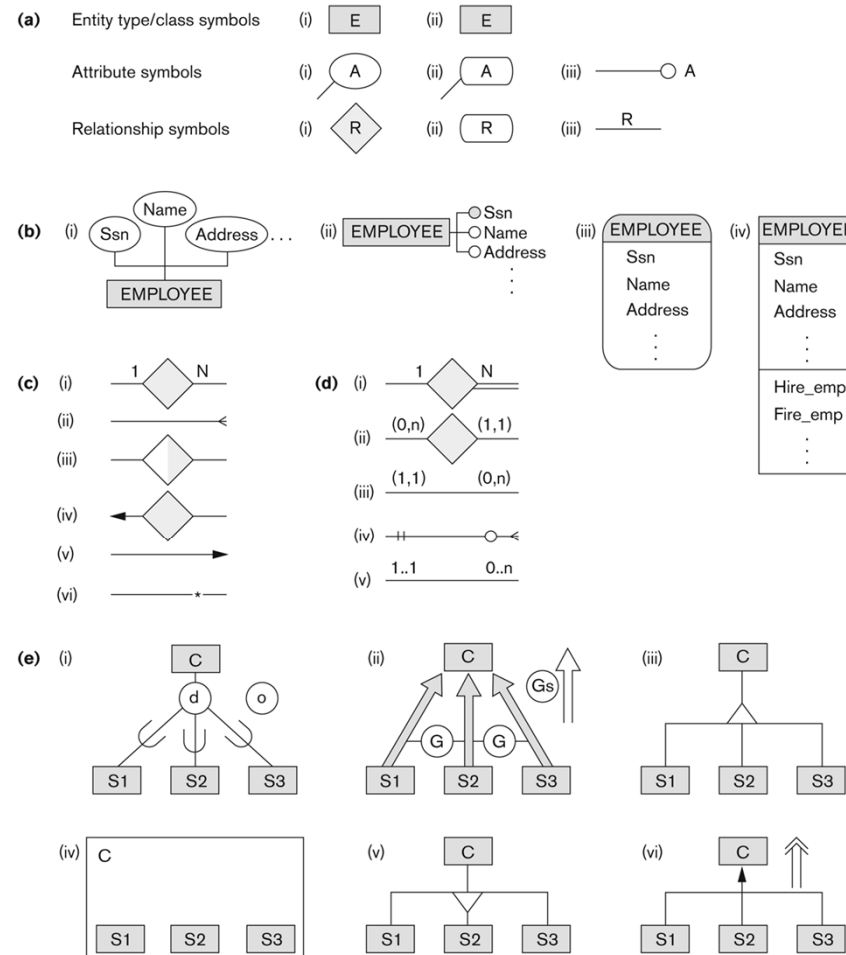 (a) Entity type/class symbols (i) E (ii) E
Attribute symbols (i) A (ii) A (iii) A
Relationship symbols (i) R (ii) R (iii) R
(b) (i) Ssn Name Address ...
EMPLOYEE
(ii) EMPLOYEE Ssn
Name
Address
(iii) EMPLOYEE
Ssn
Name
Address
(iv) EMPLOYEE
Ssn
Name
Address
Hire_emp
Fire_emp
(c) (i) 1 N
(ii)
(iii)
(iv)
(v)
(vi) *
(d) (i) 1 N
(ii) (0,n) (1,1)
(iii) (1,1) (0,n)
(iv)
(v) 1..1 0..n
(e) (i) C
d o
S1 S2 S3
(ii) C
Gs
G G
S1 S2 S3
(iii) C
S1 S2 S3
(iv) C
S1 S2 S3
(v) C
S1 S2 S3
(vi) C
S1 S2 S3